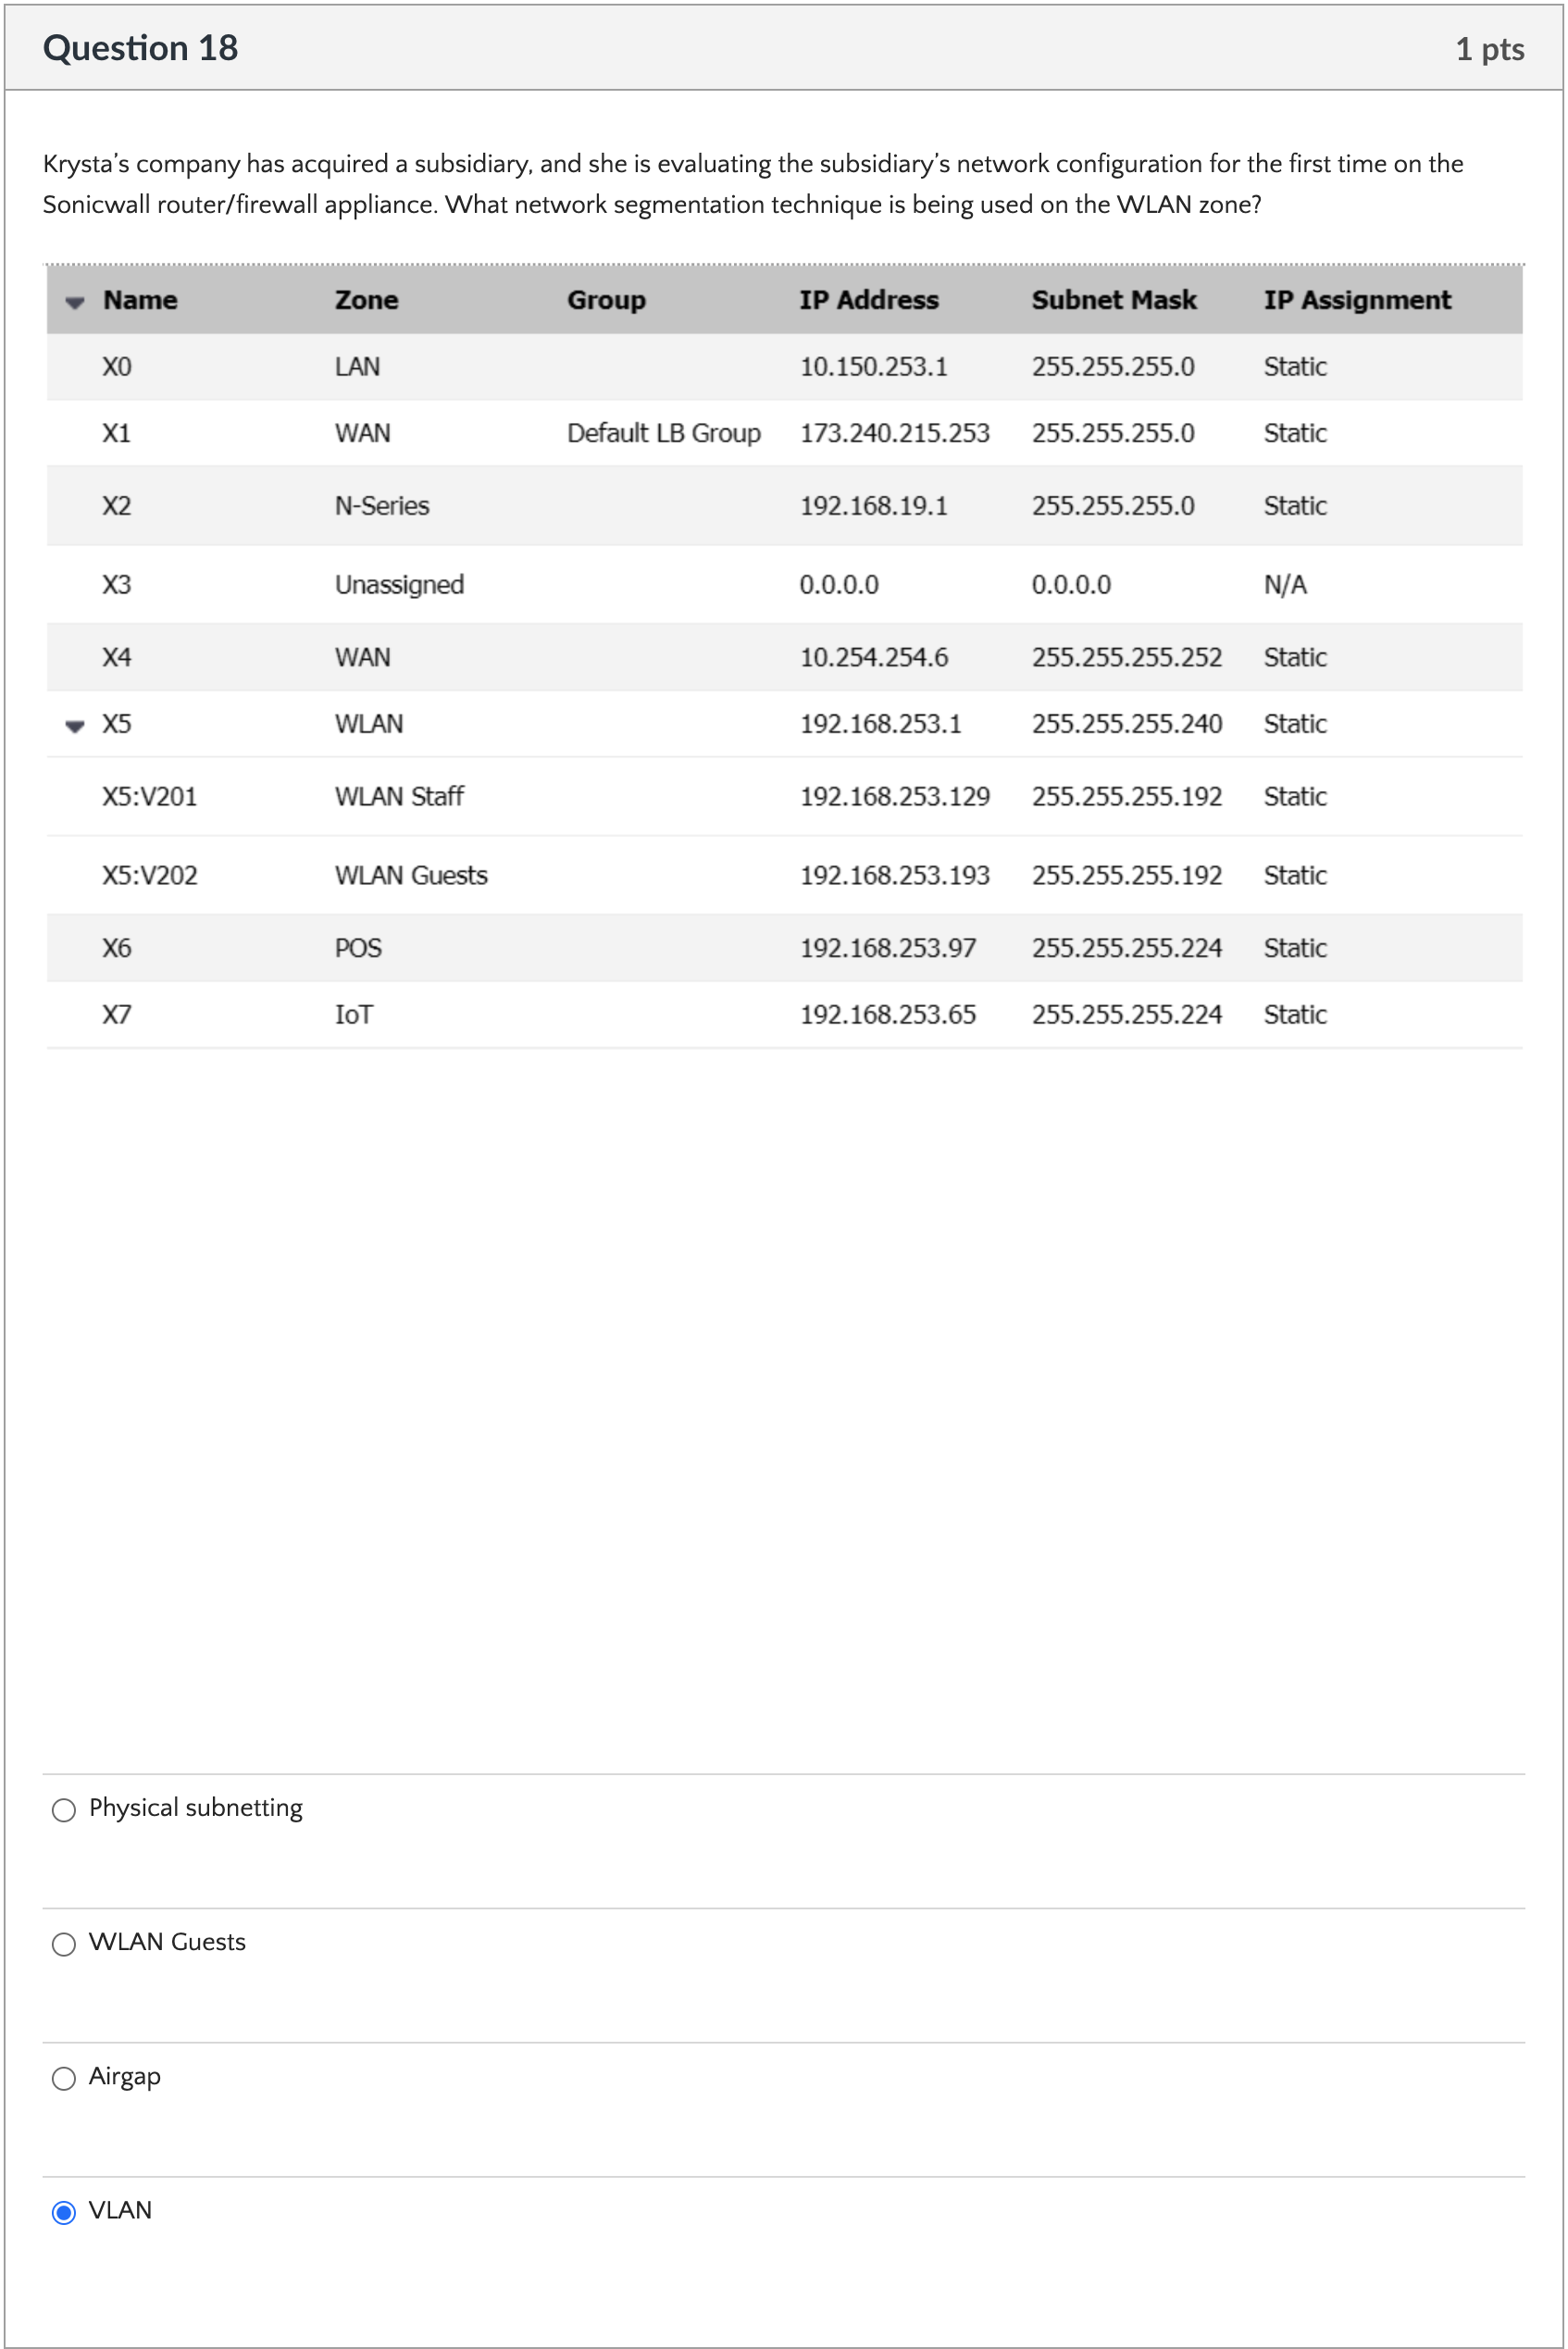 Question 18
1 pts
Krysta’s company has acquired a subsidiary, and she is evaluating the subsidiary’s network configuration for the first time on the
Sonicwall router/firewall appliance. What network segmentation technique is being used on the WLAN zone?
Name Zone Group IP Address Subnet Mask IP Assignment
X0 LAN 10.150.253.1 255.255.255.0 Static
X1 WAN Default LB Group 173.240.215.253 255.255.255.0 Static
X2 N-Series 192.168.19.1 255.255.255.0 Static
X3 Unassigned 0.0.0.0 0.0.0.0 N/A
X4 WAN 10.254.254.6 255.255.255.252 Static
X5 WLAN 192.168.253.1 255.255.255.240 Static
X5:V201 WLAN Staff 192.168.253.129 255.255.255.192 Static
X5:V202 WLAN Guests 192.168.253.193 255.255.255.192 Static
X6 POS 192.168.253.97 255.255.255.224 Static
X7 IoT 192.168.253.65 255.255.255.224 Static
Physical subnetting
WLAN Guests
Airgap
VLAN